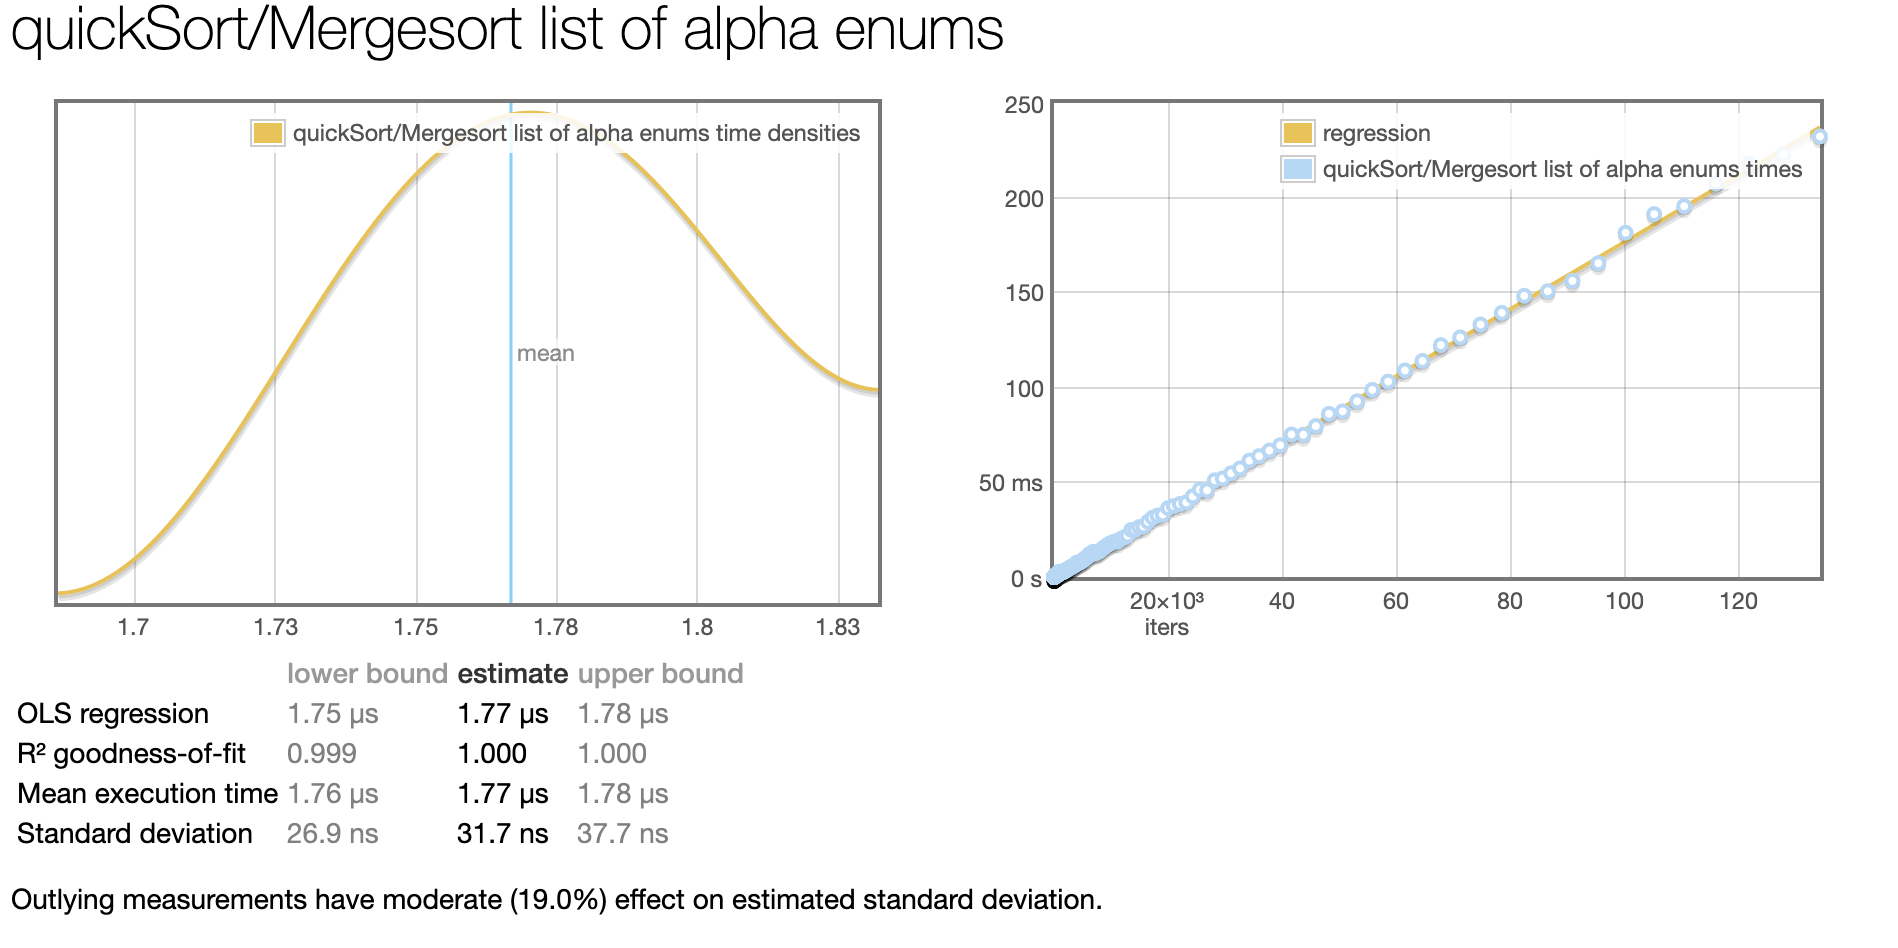 quickSort/Mergesort list of alpha enums
quickSort/Mergesort list of alpha enums time densities
mean
1.7 1.73 1.75 1.78 1.8 1.83
regression
quickSort/Mergesort list of alpha enums times
250
200
150
100
50 ms
0 s
20×10³ 40 60 80 100 120
iters
lower bound estimate upper bound
OLS regression 1.75 μs 1.77 μs 1.78 μs
R² goodness-of-fit 0.999 1.000 1.000
Mean execution time 1.76 μs 1.77 μs 1.78 μs
Standard deviation 26.9 ns 31.7 ns 37.7 ns
Outlying measurements have moderate (19.0%) effect on estimated standard deviation.